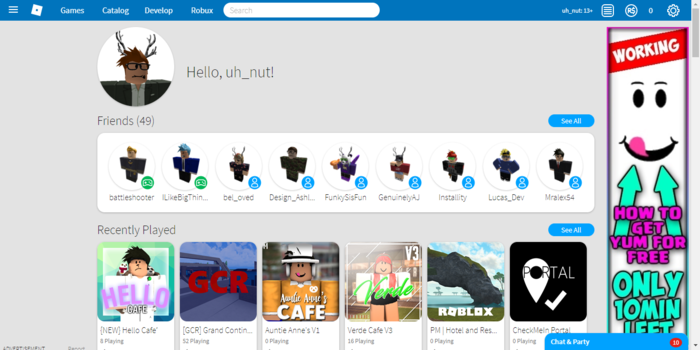 Games Catalog Develop Robux Search uh_nut: 13+ R$ 0
Hello, uh_nut!
Friends (49) See All
battleshooter ILikeBigThin... bel_oved Design_Ashl... FunkySisFun GenuinelyAJ Installity Lucas_Dev Mralex54
Recently Played See All
HELLO
CAFE
GCR
Auntie Anne's
CAFE
V3
Verde
ROBLOX
PORTAL
[NEW] Hello Cafe' [GCR] Grand Contin... Auntie Anne's V1 Verde Cafe V3 PM | Hotel and Res... CheckMeIn Portal
8 Playing 52 Playing 0 Playing 16 Playing 0 Playing 0 Playing
WORKING
HOW TO
GET
YUM FOR
FREE
ONLY
10MIN
LEFT
Chat & Party 10
ADVERTISEMENT Report